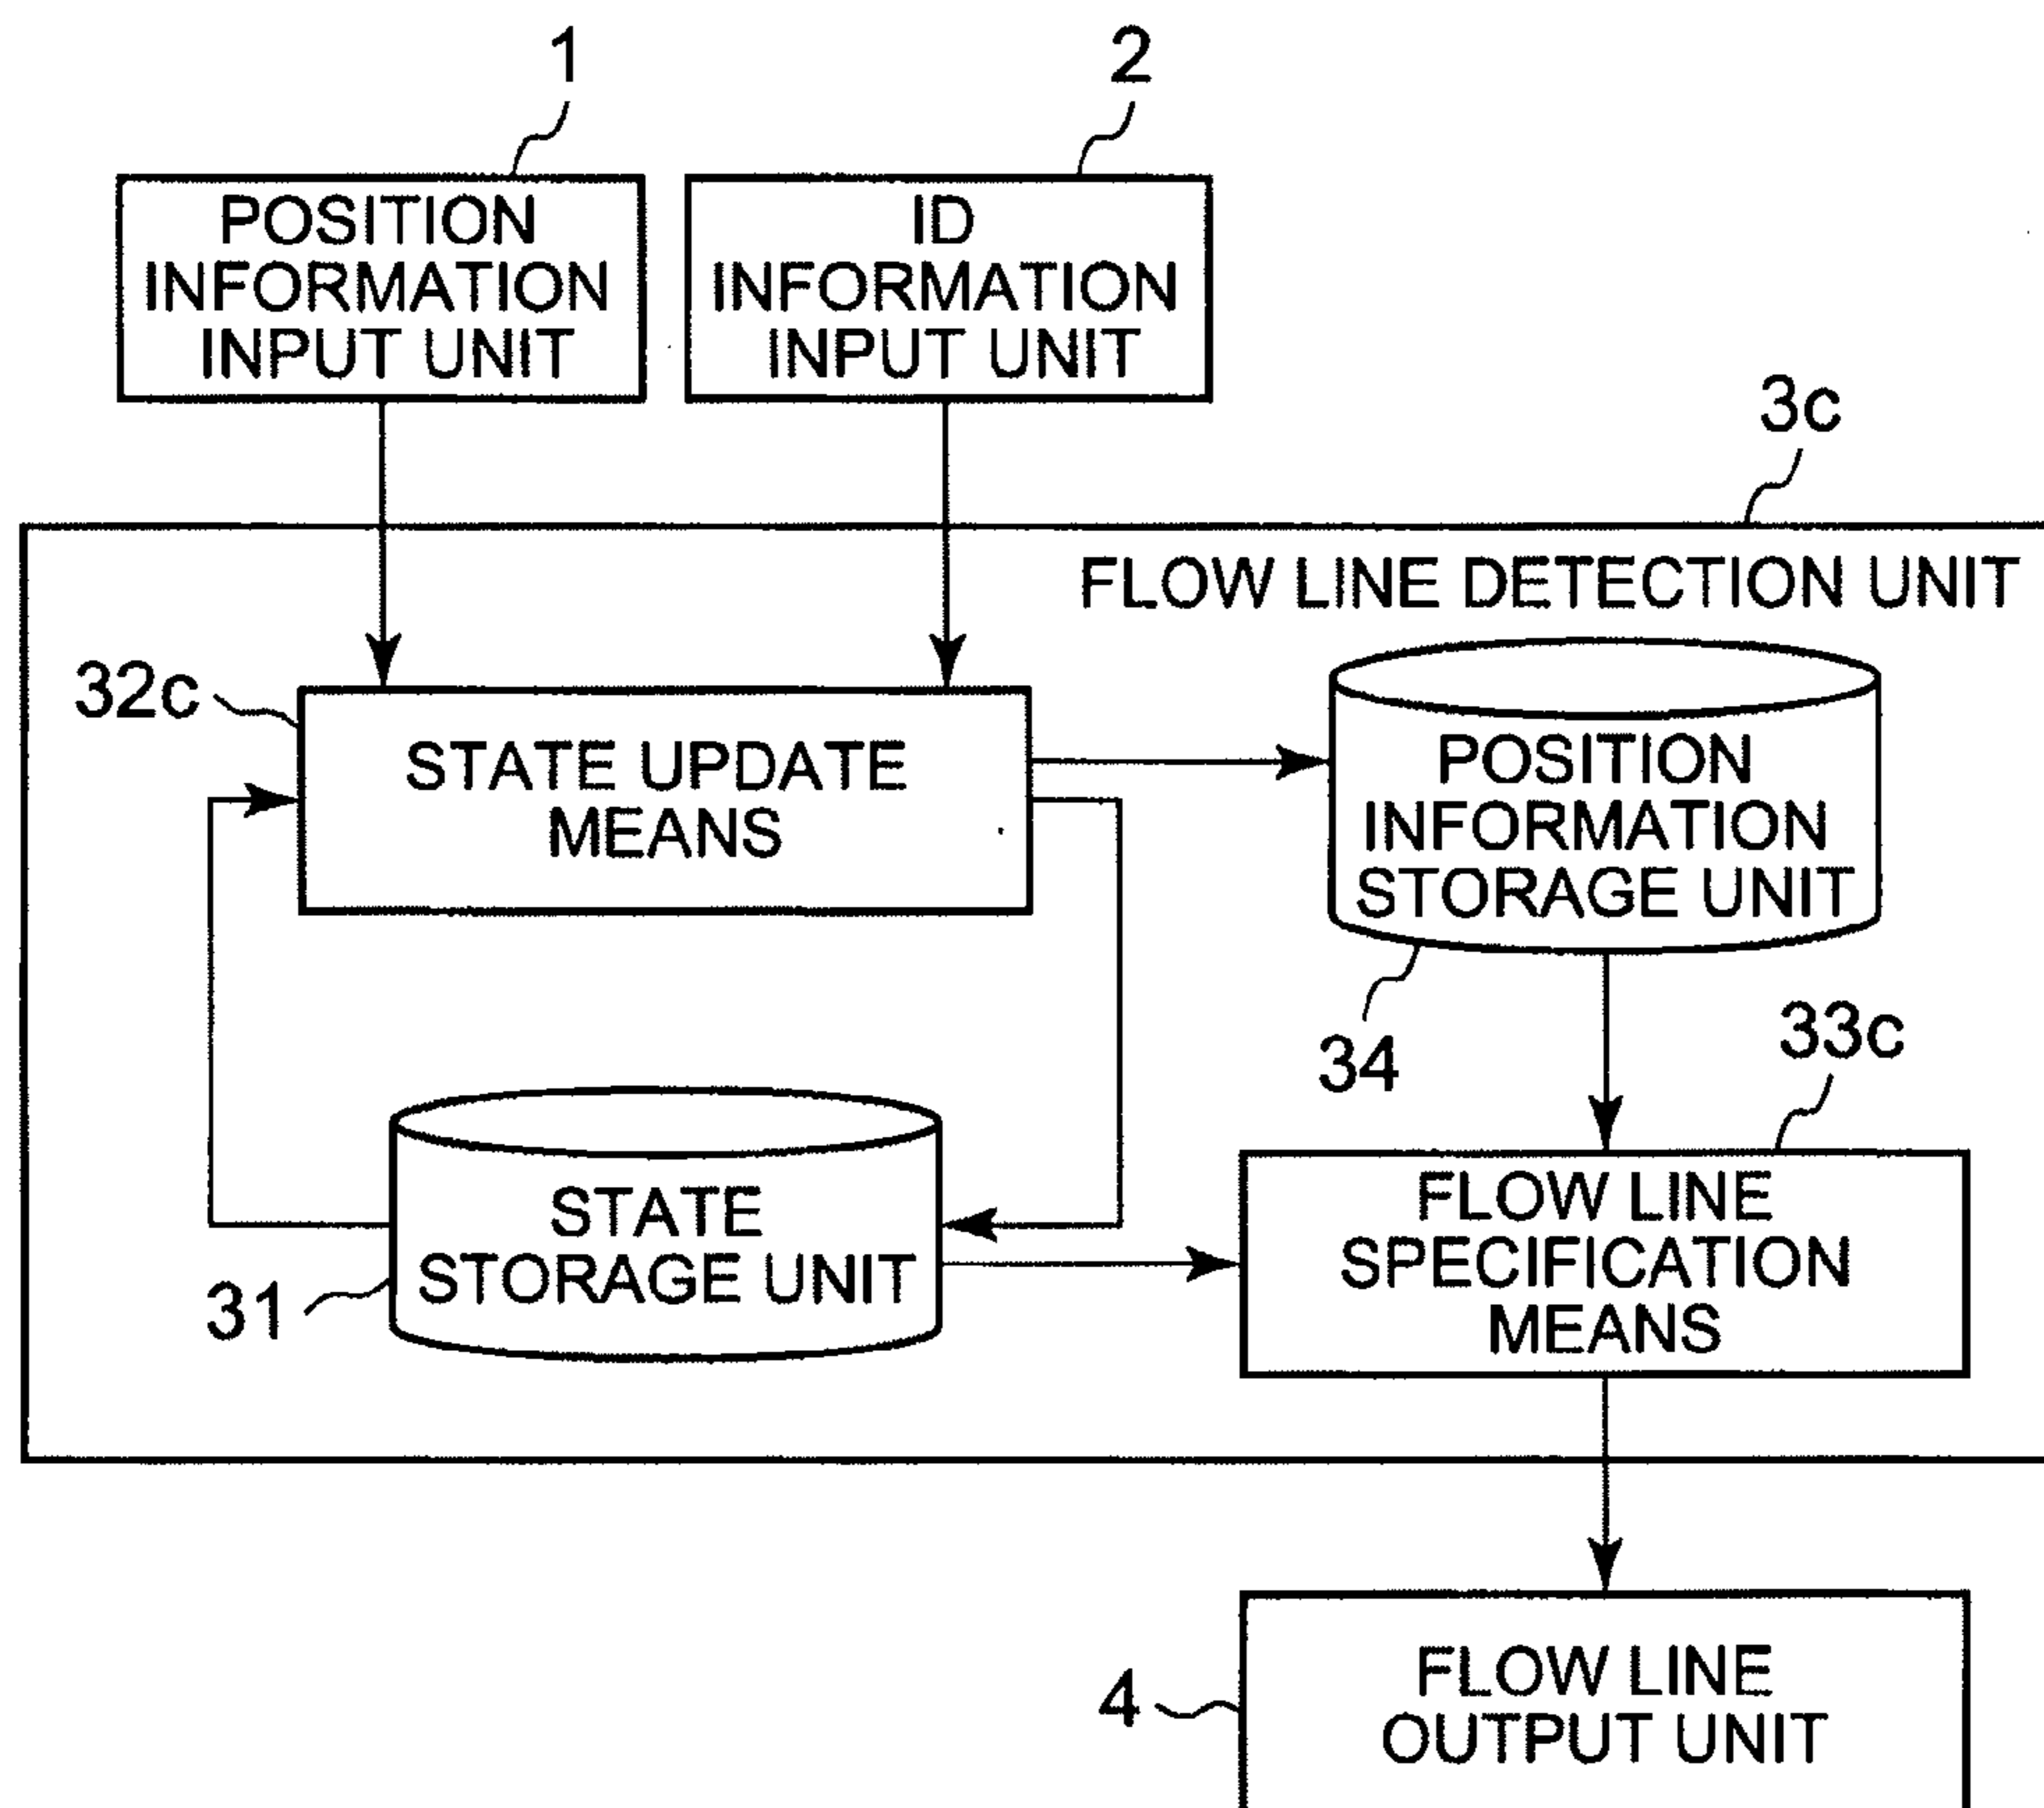 1
2
POSITION
INFORMATION
INPUT UNIT
ID
INFORMATION
INPUT UNIT
3c
FLOW LINE DETECTION UNIT
32c
STATE UPDATE
MEANS
POSITION
INFORMATION
STORAGE UNIT
34
33c
STATE
STORAGE UNIT
31
FLOW LINE
SPECIFICATION
MEANS
4
FLOW LINE
OUTPUT UNIT